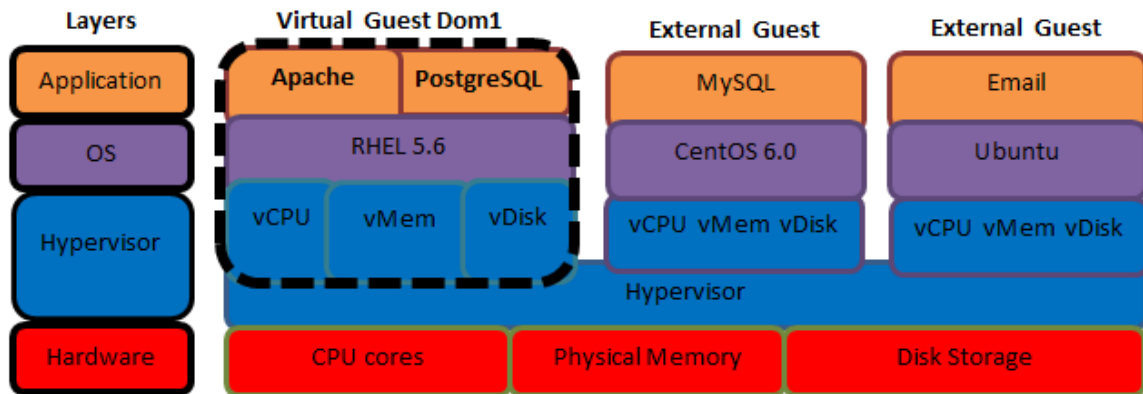 Layers Virtual Guest Dom1 External Guest External Guest
Application Apache PostgreSQL MySQL Email
OS RHEL 5.6 CentOS 6.0 Ubuntu
Hypervisor vCPU vMem vDisk vCPU vMem vDisk vCPU vMem vDisk
Hypervisor
Hardware CPU cores Physical Memory Disk Storage